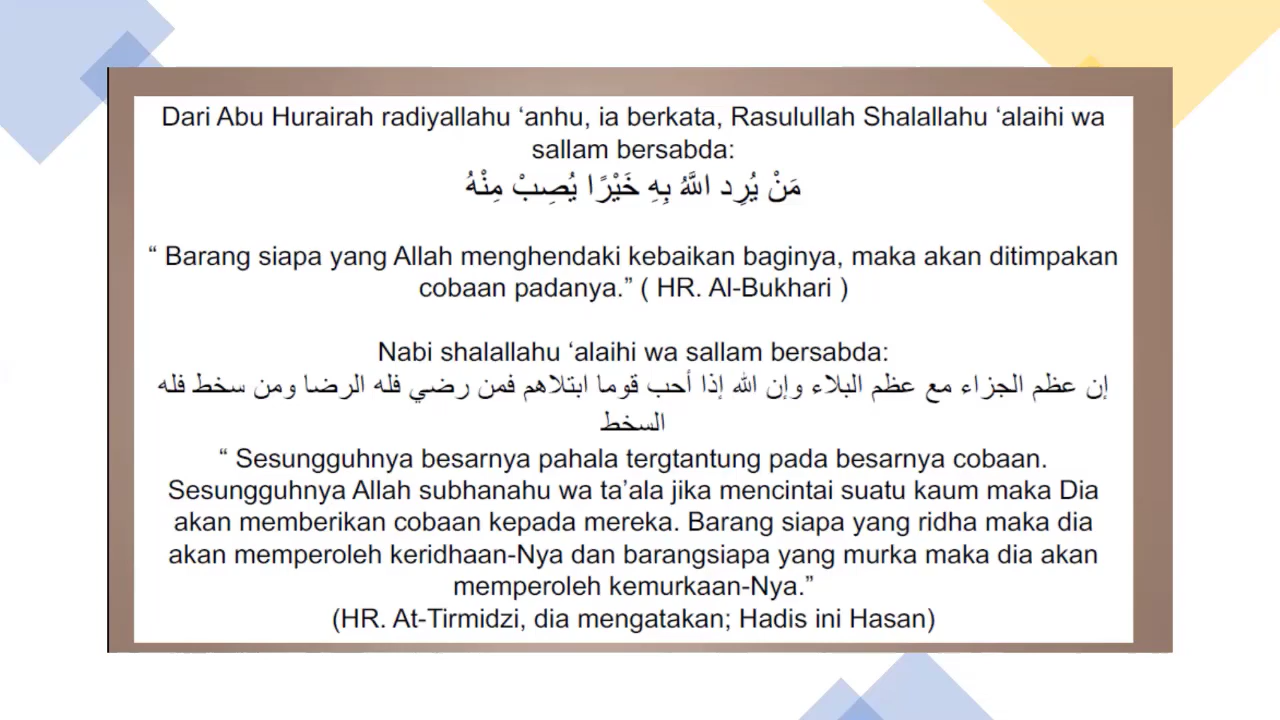 Dari Abu Hurairah radiyallahu ‘anhu, ia berkata, Rasulullah Shalallahu ‘alaihi wa
sallam bersabda:
مَنْ يُرِد اللَّهُ بِهِ خَيْرًا يُصِبْ مِنْهُ
“ Barang siapa yang Allah menghendaki kebaikan baginya, maka akan ditimpakan
cobaan padanya.” ( HR. Al-Bukhari )
Nabi shalallahu ‘alaihi wa sallam bersabda:
إن عظم الجزاء مع عظم البلاء وإن الله إذا أحب قوما ابتلاهم فمن رضي فله الرضا ومن سخط فله
السخط
“ Sesungguhnya besarnya pahala tergtantung pada besarnya cobaan.
Sesungguhnya Allah subhanahu wa ta’ala jika mencintai suatu kaum maka Dia
akan memberikan cobaan kepada mereka. Barang siapa yang ridha maka dia
akan memperoleh keridhaan-Nya dan barangsiapa yang murka maka dia akan
memperoleh kemurkaan-Nya.”
(HR. At-Tirmidzi, dia mengatakan; Hadis ini Hasan)